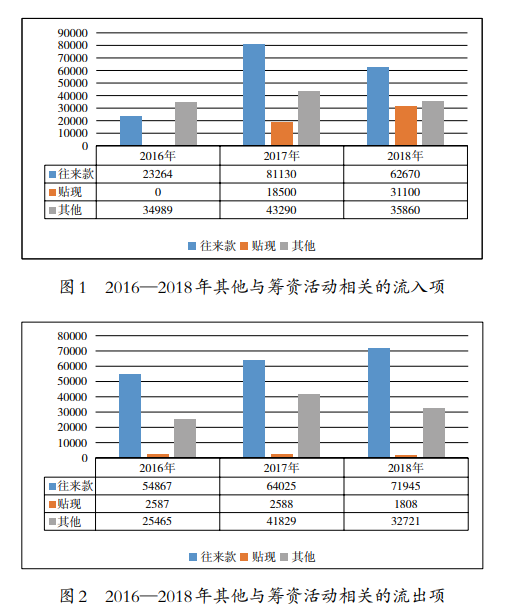 90000
80000
70000
60000
50000
40000
30000
20000
10000
0
2016年 2017年 2018年
往来款 23264 81130 62670
贴现 0 18500 31100
其他 34989 43290 35860
往来款 贴现 其他
图1 2016—2018年其他与筹资活动相关的流入项
80000
70000
60000
50000
40000
30000
20000
10000
0
2016年 2017年 2018年
往来款 54867 64025 71945
贴现 2587 2588 1808
其他 25465 41829 32721
往来款 贴现 其他
图2 2016—2018年其他与筹资活动相关的流出项